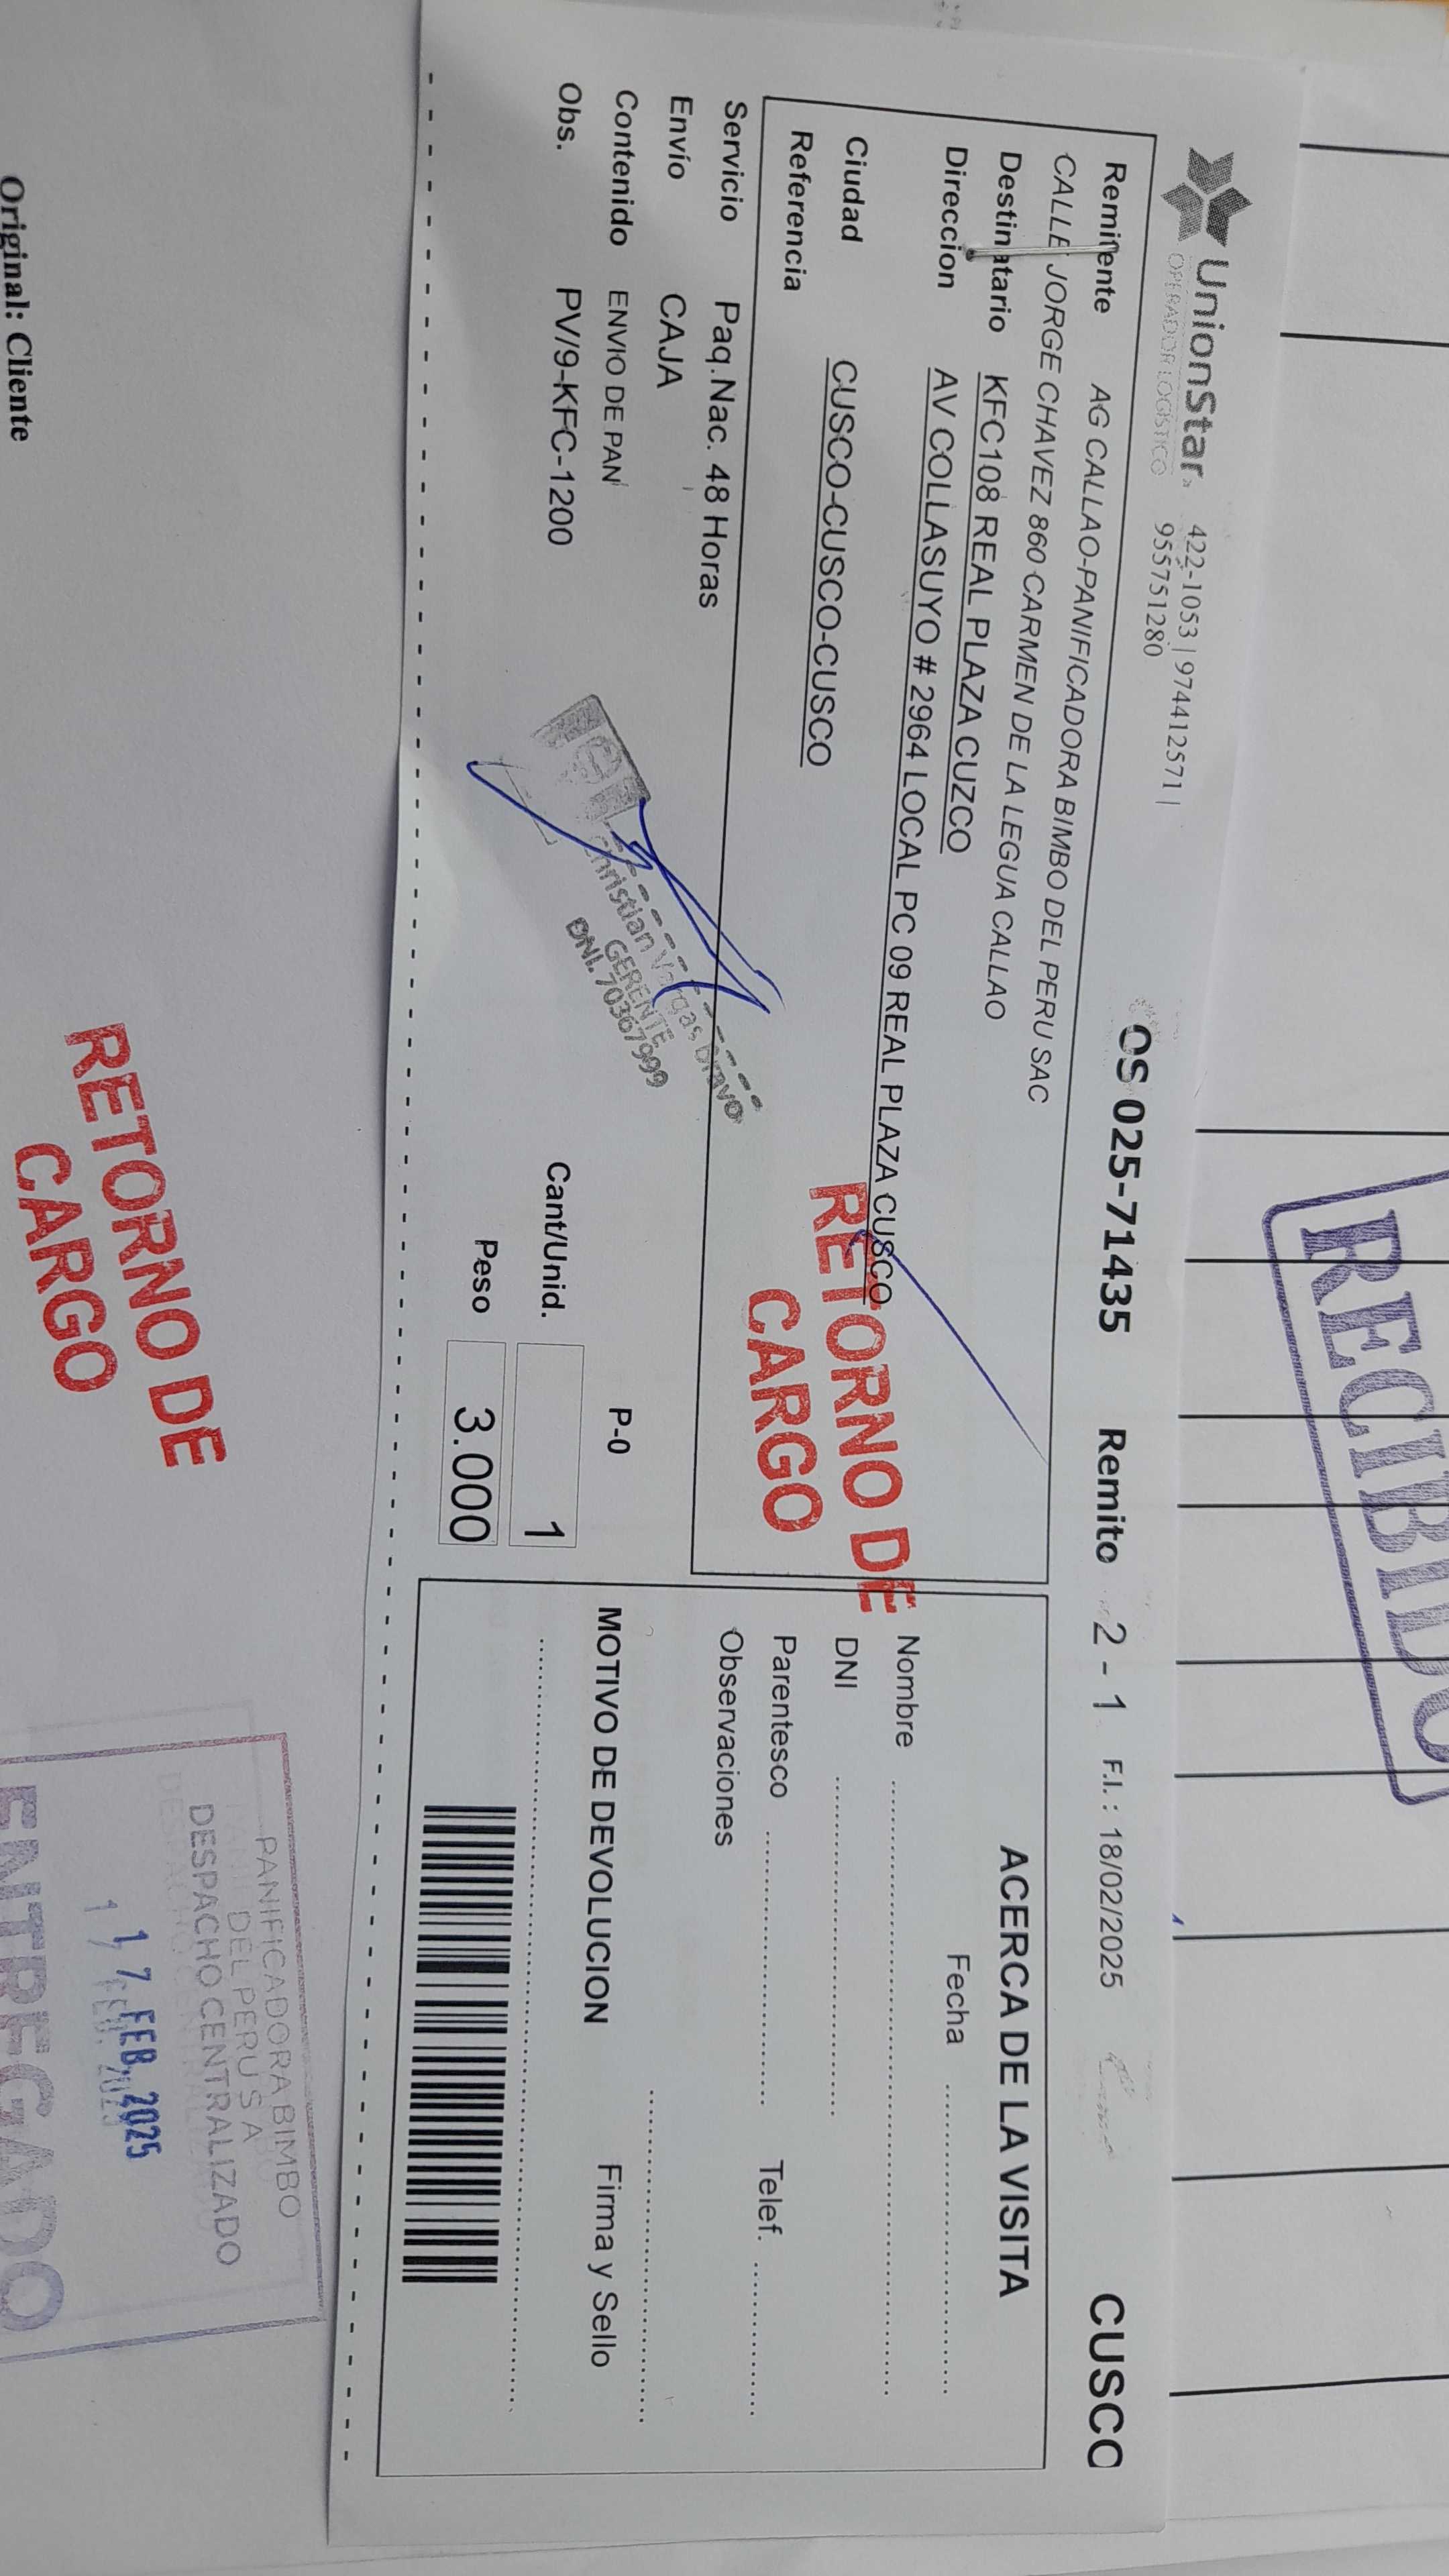 RECIBIDO
UnionStar
OPERADOR LOGÍSTICO
422-1053 | 974412571 |
955751280
OS 025-71435 Remito 2 - 1 F.I. : 18/02/2025 CUSCO
Remitente AG CALLAO-PANIFICADORA BIMBO DEL PERU SAC
CALLE JORGE CHAVEZ 860 CARMEN DE LA LEGUA CALLAO
Destinatario KFC108 REAL PLAZA CUZCO
Direccion AV COLLASUYO # 2964 LOCAL PC 09 REAL PLAZA CUSCO
Ciudad CUSCO-CUSCO-CUSCO
Referencia
RETORNO DE
CARGO
Servicio Paq.Nac. 48 Horas
Envío CAJA
Contenido ENVIO DE PAN
Obs. PV/9-KFC-1200
Christian Vargas Bravo
GERENTE
DNI. 70367999
P-0
Cant/Unid. 1
Peso 3.000
ACERCA DE LA VISITA
Fecha
Nombre
DNI
Parentesco Telef.
Observaciones
MOTIVO DE DEVOLUCION Firma y Sello
Original: Cliente
RETORNO DE
CARGO
PANIFICADORA BIMBO
DEL PERU S A
DESPACHO CENTRALIZADO
17 FEB, 2025
ENTREGADO